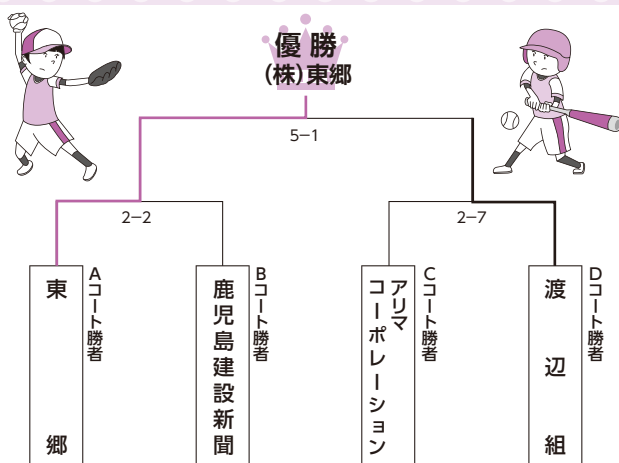 優勝
(株)東郷
5−1
2−2
2−7
東郷
Aコート勝者
鹿児島建設新聞
Bコート勝者
アリマ
コーポレーション
Cコート勝者
渡辺組
Dコート勝者